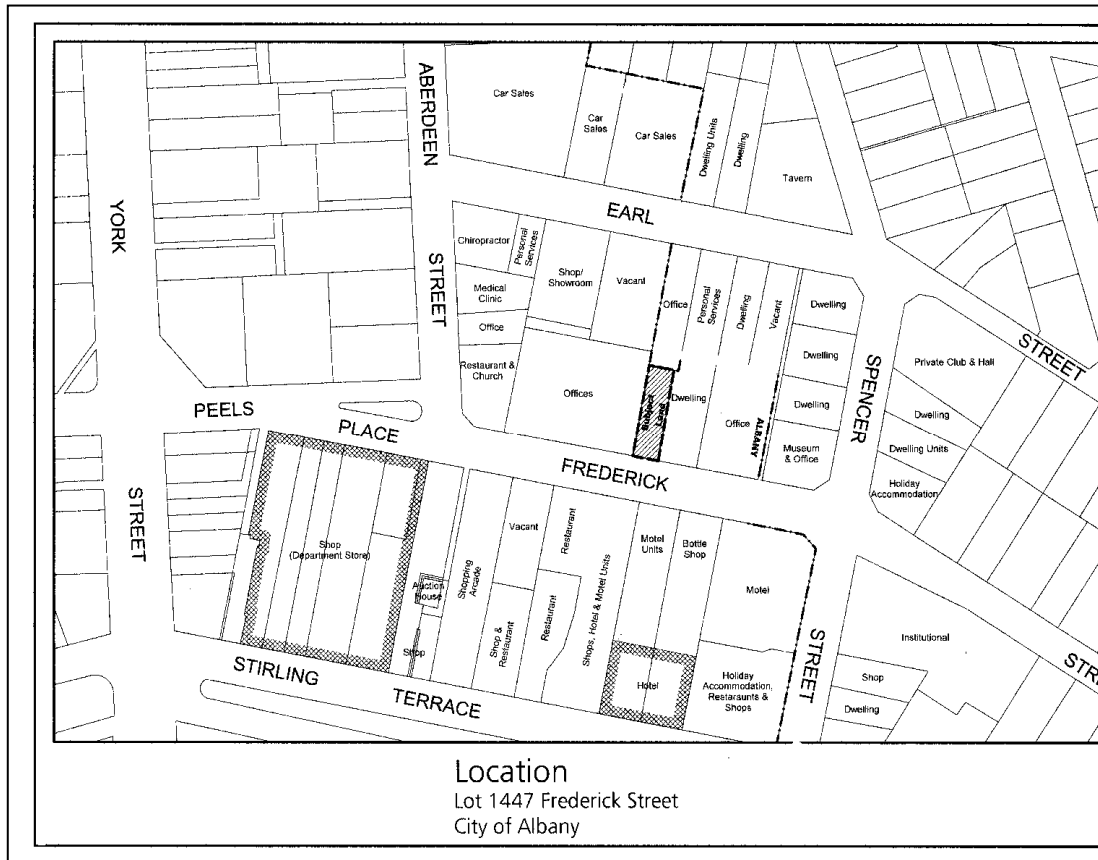 YORK
STREET
ABERDEEN
STREET
Car Sales
Car
Sales
Car Sales
Dwelling Units
Dwelling
Tavern
EARL
STREET
Chiropractor
Personal
Services
Medical
Clinic
Office
Restaurant &
Church
Shop/
Showroom
Vacant
Offices
Office
Personal
Services
Dwelling
Vacant
Subject
Land
Dwelling
Office
ALBANY
Dwelling
Dwelling
Dwelling
Museum
& Office
SPENCER
STREET
Private Club & Hall
Dwelling
Dwelling Units
Holiday
Accommodation
PEELS
PLACE
FREDERICK
STRE
Shop
(Department Store)
Auction
House
Shop
Shopping
Arcade
Vacant
Shop &
Restaurant
Restaurant
Restaurant
Shops, Hotel & Motel Units
Motel
Units
Bottle
Shop
Motel
Hotel
Holiday
Accommodation,
Restarsunts &
Shops
Institutional
Shop
Dwelling
STIRLING
TERRACE
Location
Lot 1447 Frederick Street
City of Albany